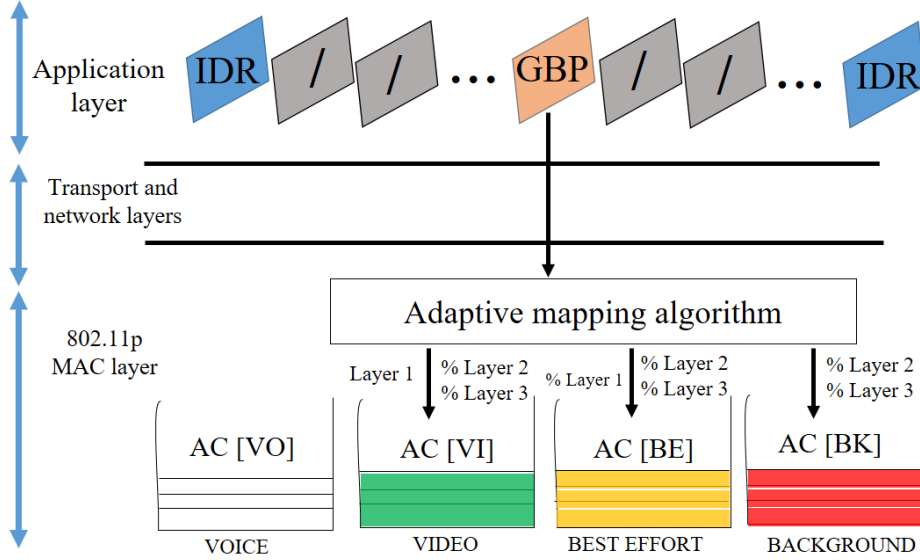 IDR / / ... GBP / / ... IDR
Application
layer
Transport and
network layers
Adaptive mapping algorithm
802.11p
MAC layer
Layer 1
% Layer 2
% Layer 3
% Layer 1
% Layer 2
% Layer 3
% Layer 2
% Layer 3
AC [VO]
AC [VI]
AC [BE]
AC [BK]
VOICE
VIDEO
BEST EFFORT
BACKGROUND